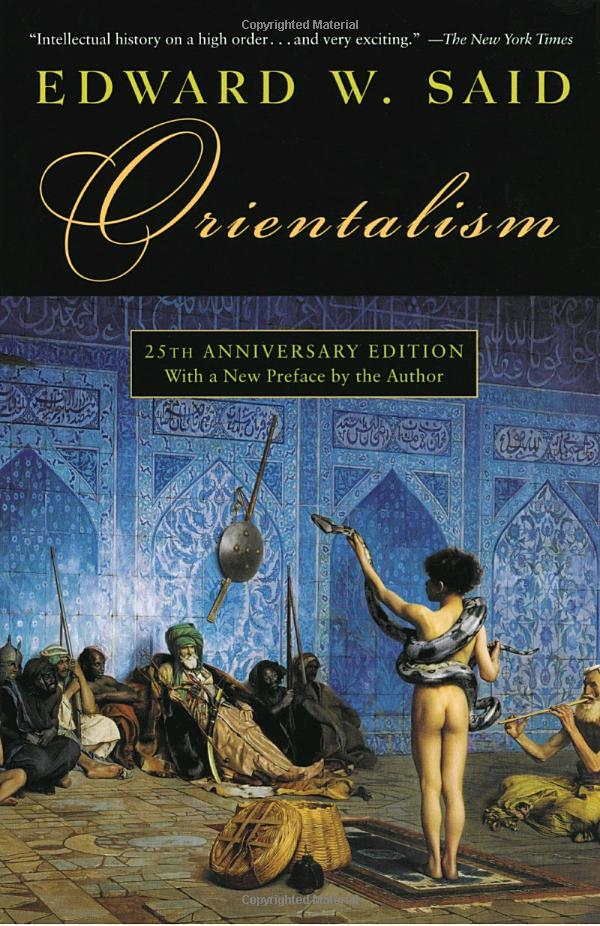 Copyrighted Material
“Intellectual history on a high order . . . and very exciting.” —The New York Times
EDWARD W. SAID
Orientalism
25TH ANNIVERSARY EDITION
With a New Preface by the Author
Copyrighted Material